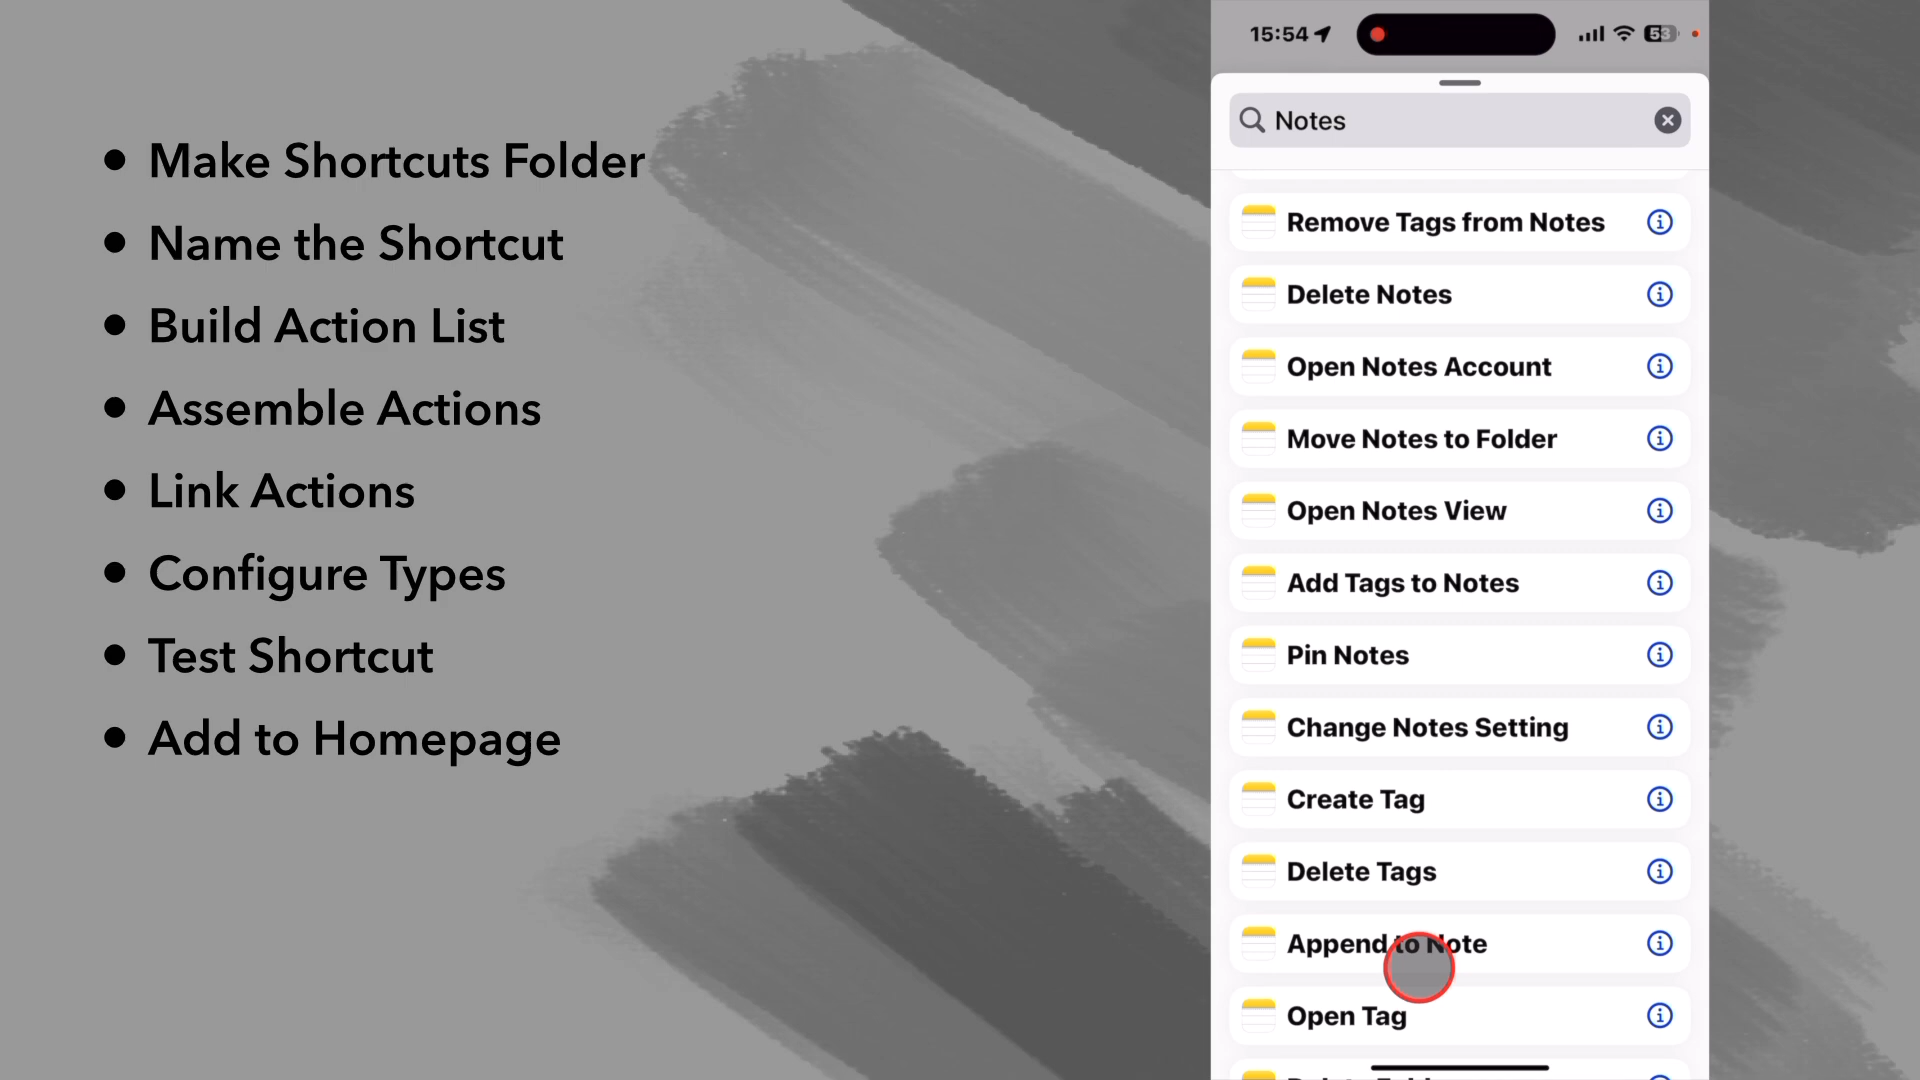 • Make Shortcuts Folder
• Name the Shortcut
• Build Action List
• Assemble Actions
• Link Actions
• Configure Types
• Test Shortcut
• Add to Homepage
15:54
53
Notes
Remove Tags from Notes
Delete Notes
Open Notes Account
Move Notes to Folder
Open Notes View
Add Tags to Notes
Pin Notes
Change Notes Setting
Create Tag
Delete Tags
Append to Note
Open Tag